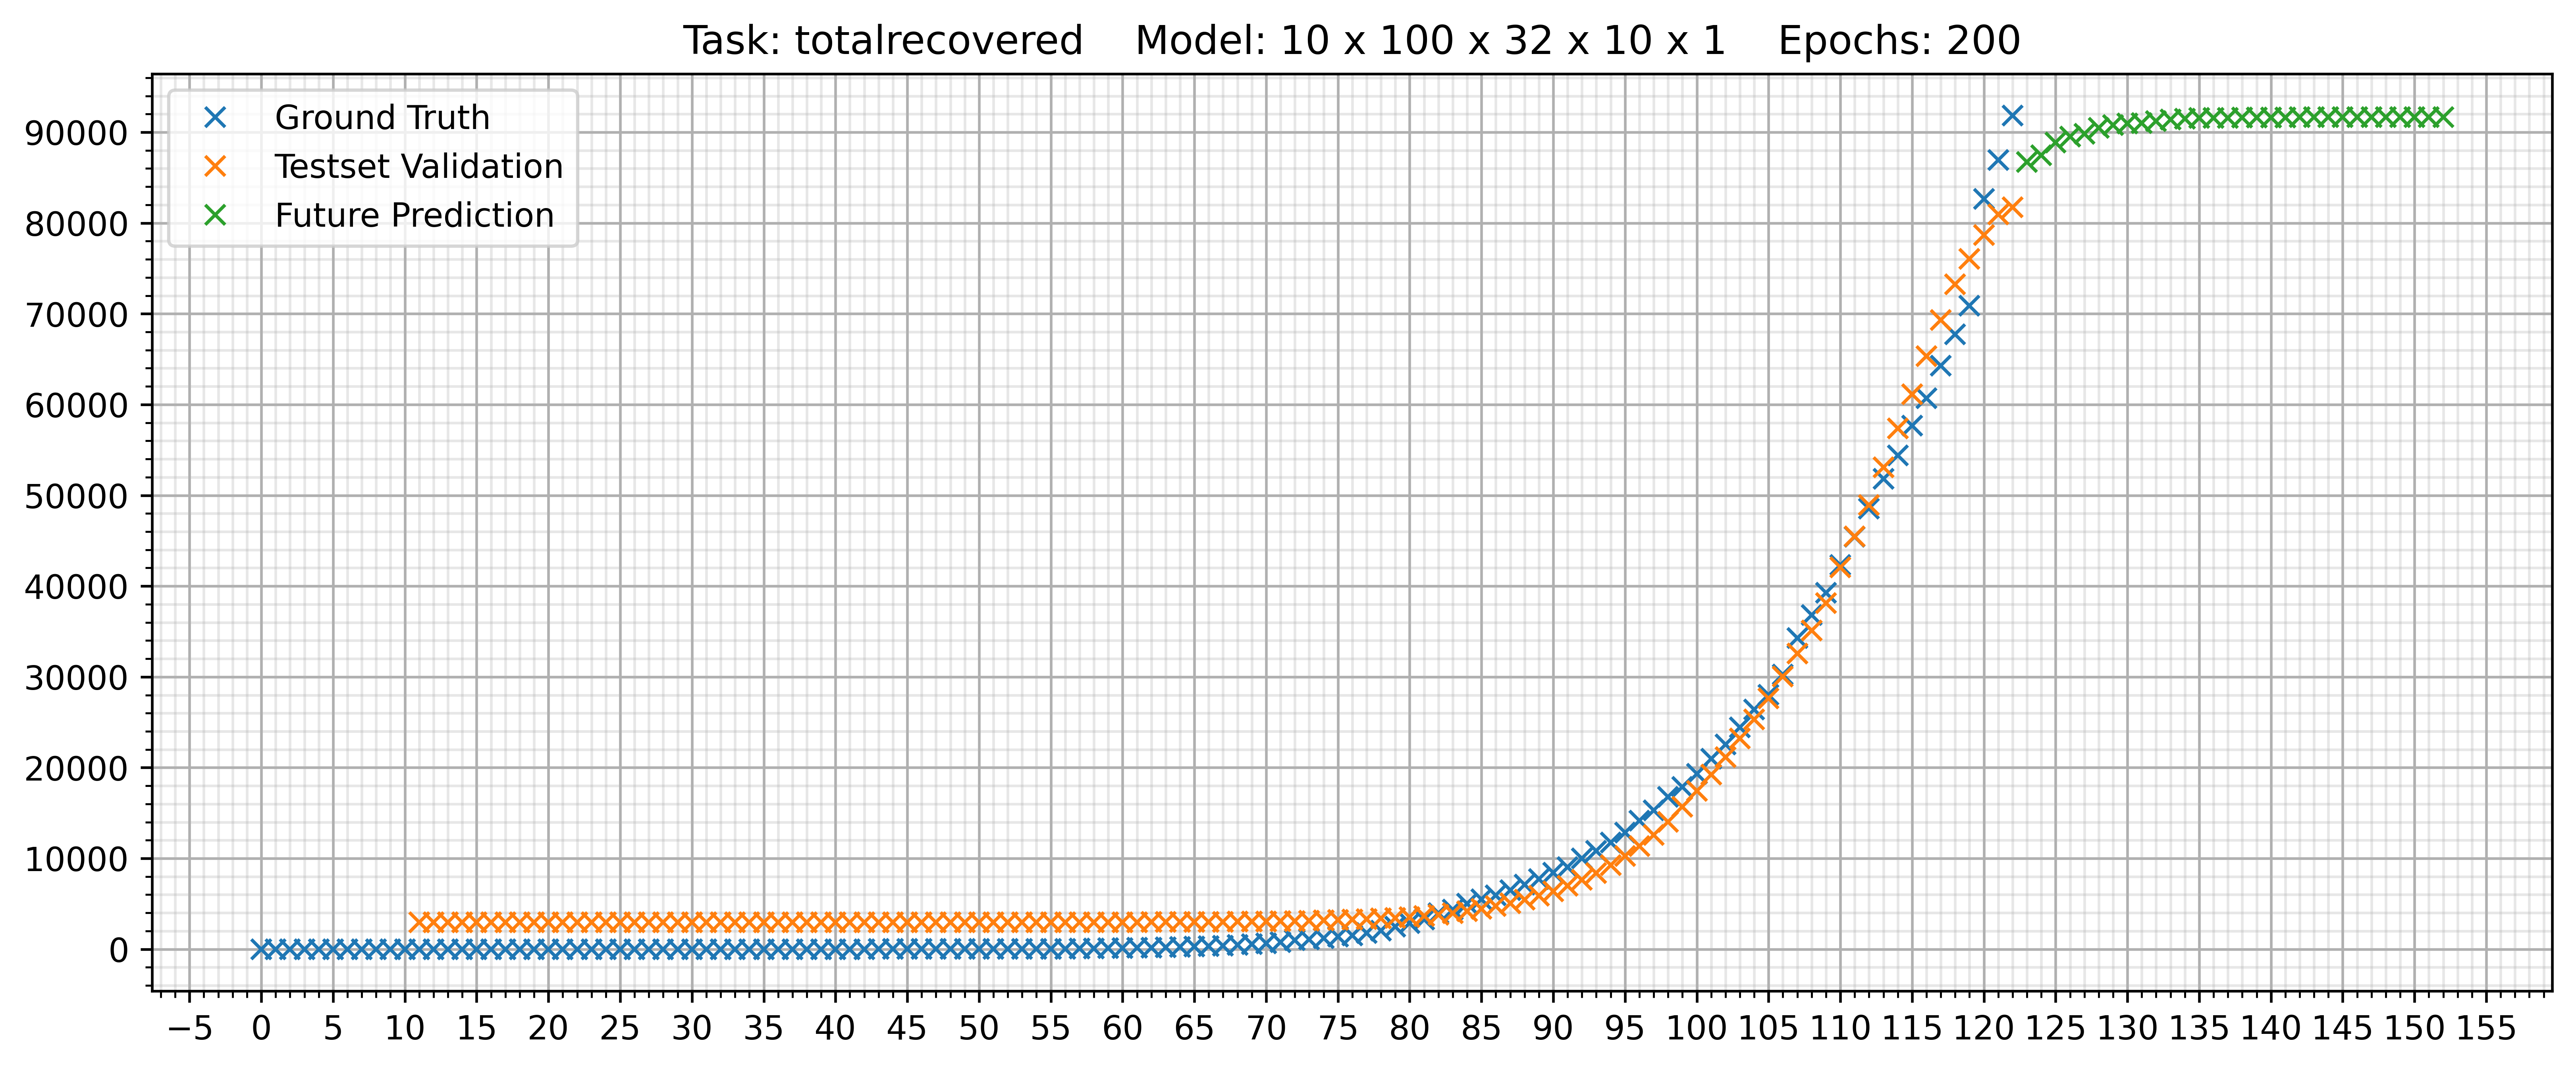 Task: totalrecovered    Model: 10 x 100 x 32 x 10 x 1    Epochs: 200
Ground Truth
Testset Validation
Future Prediction
90000
80000
70000
60000
50000
40000
30000
20000
10000
0
−5 0 5 10 15 20 25 30 35 40 45 50 55 60 65 70 75 80 85 90 95 100 105 110 115 120 125 130 135 140 145 150 155